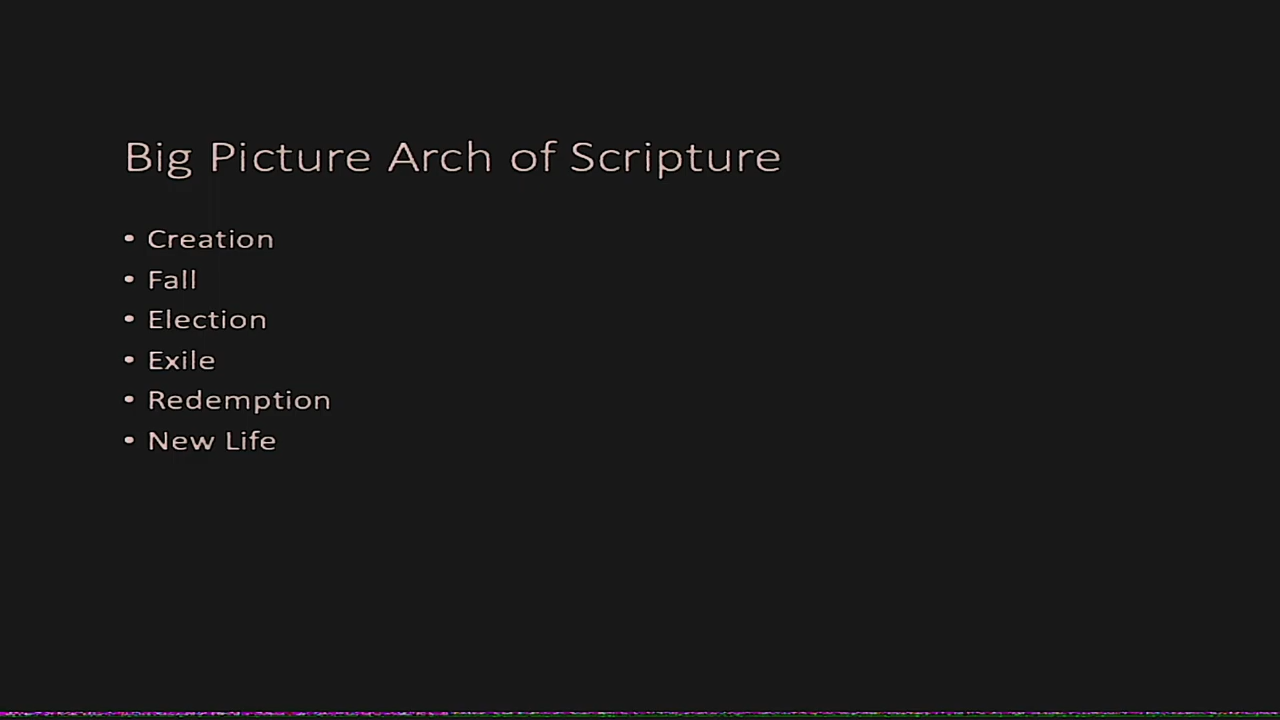 Big Picture Arch of Scripture
• Creation
• Fall
• Election
• Exile
• Redemption
• New Life